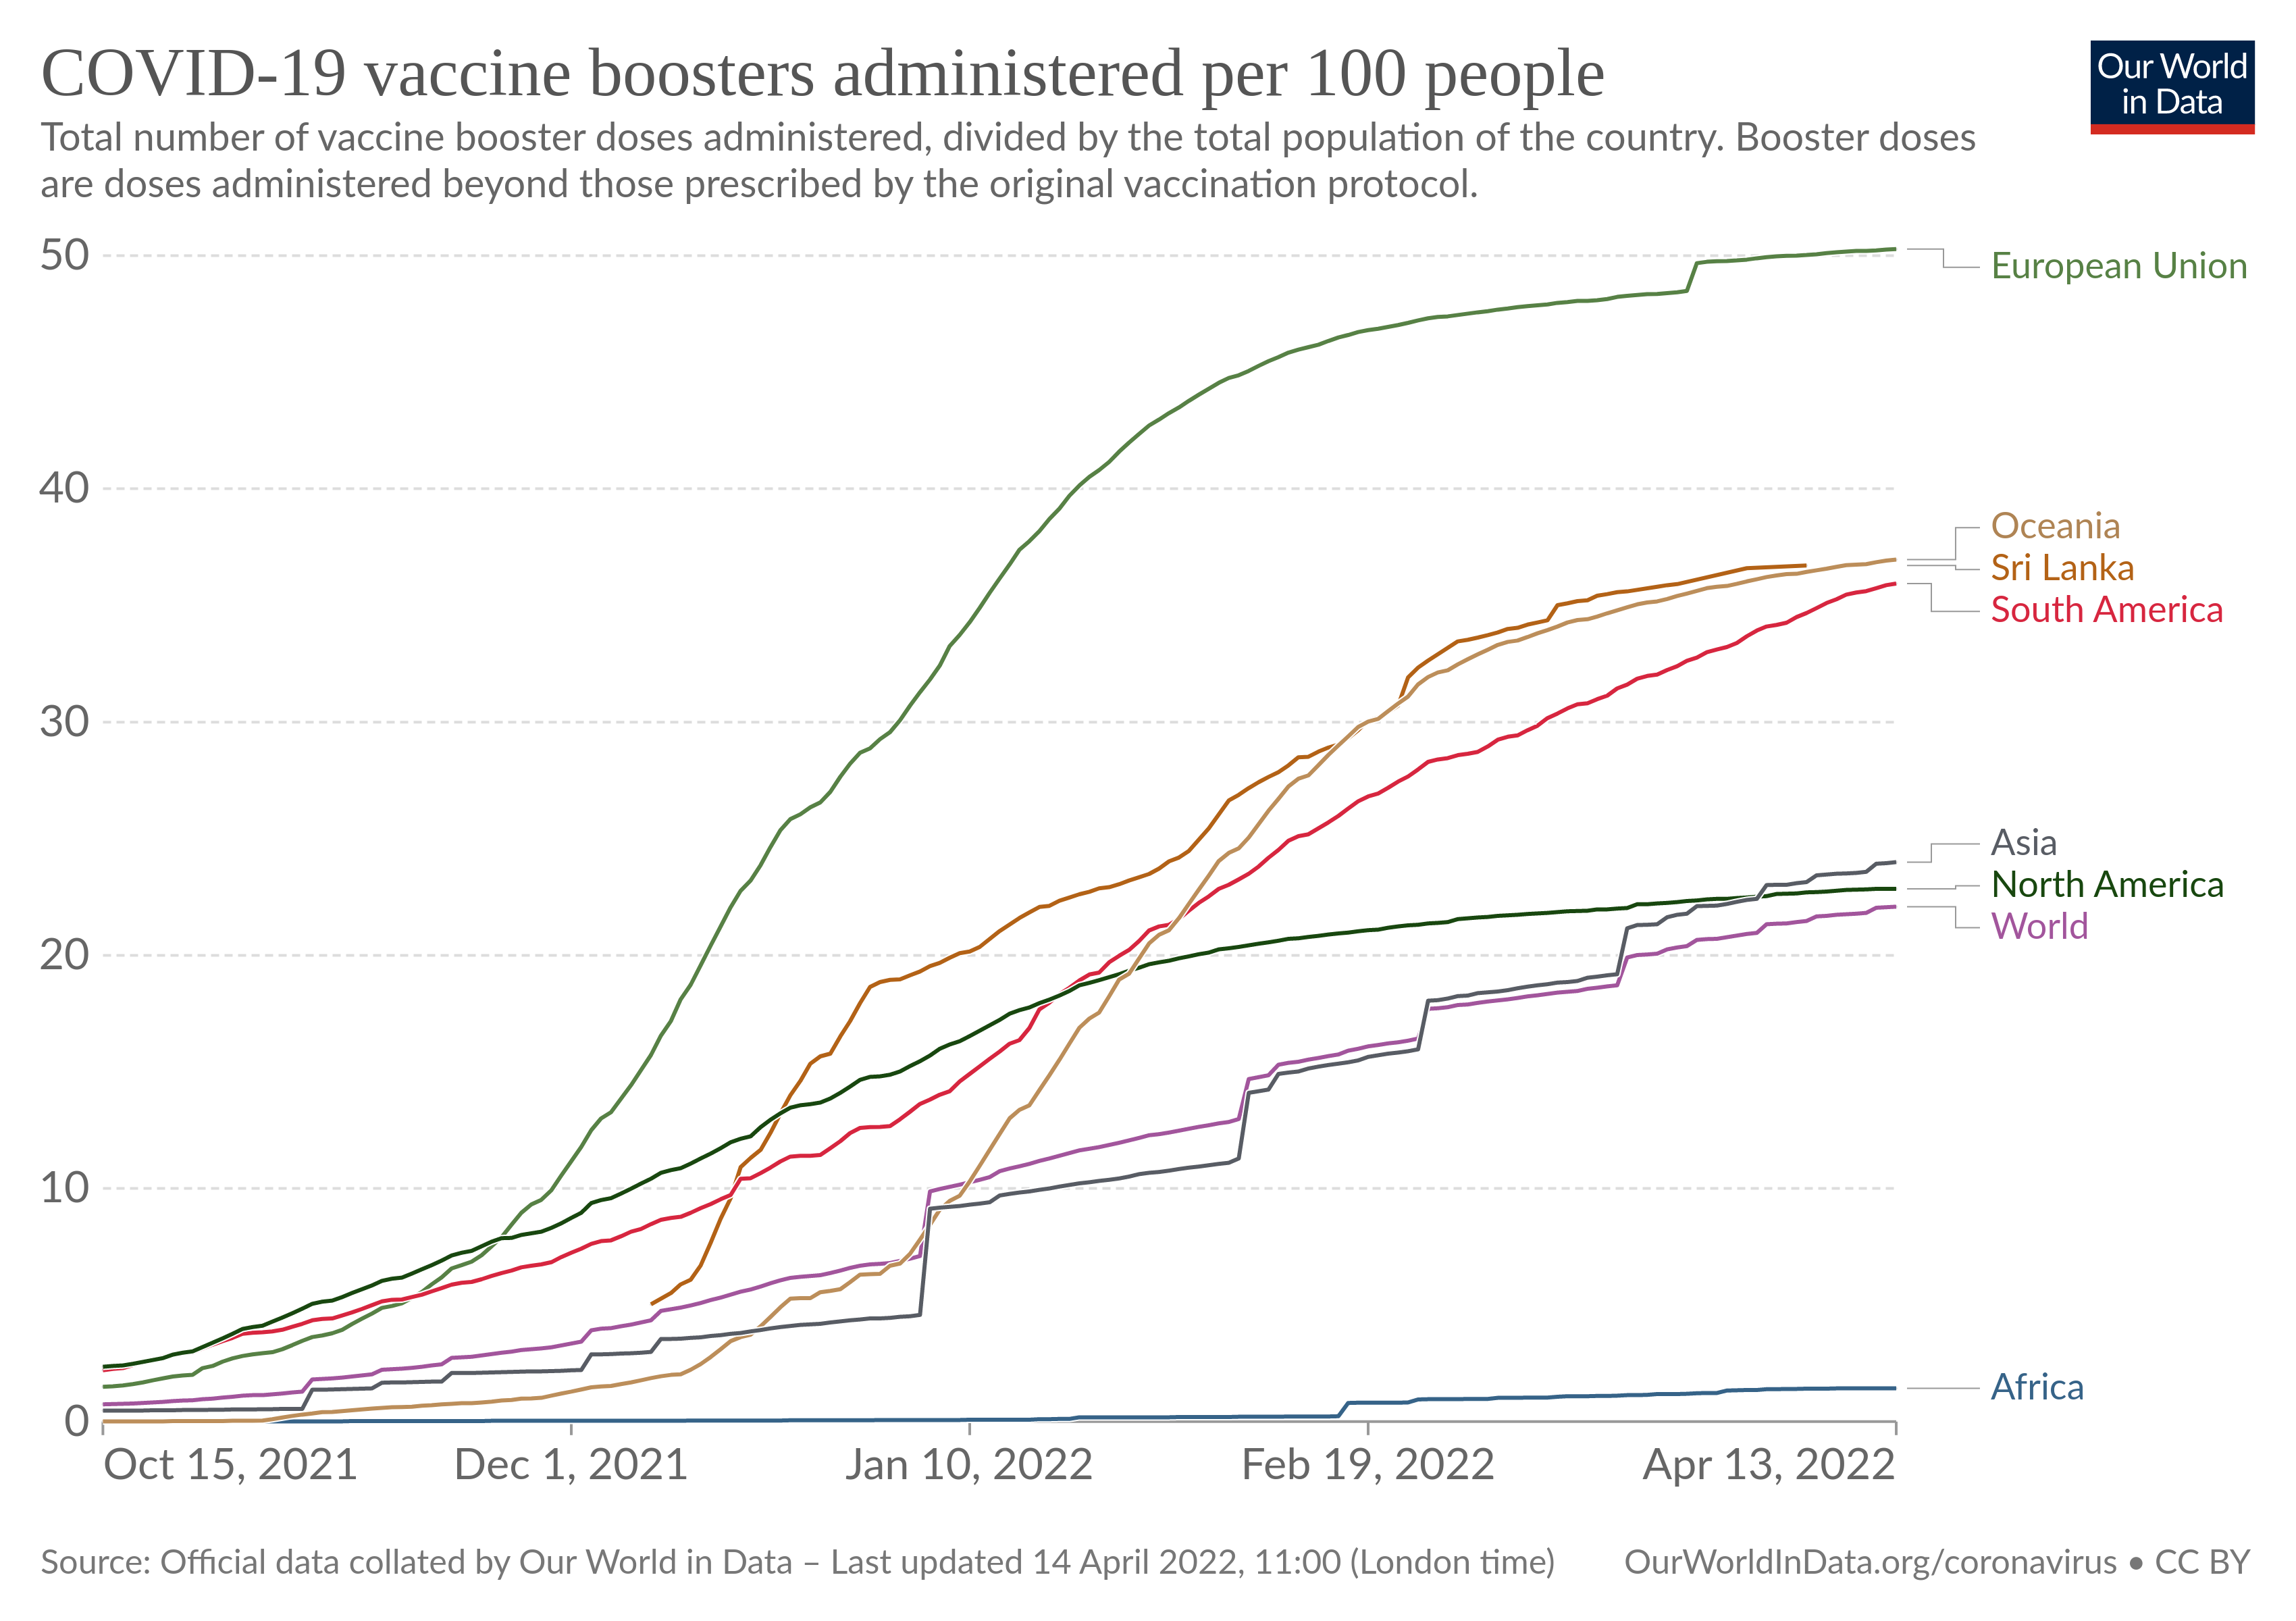 COVID-19 vaccine boosters administered per 100 people
Our World
in Data
Total number of vaccine booster doses administered, divided by the total population of the country. Booster doses
are doses administered beyond those prescribed by the original vaccination protocol.
50
European Union
40
Oceania
Sri Lanka
South America
30
Asia
North America
World
20
10
Africa
0
Oct 15, 2021
Dec 1, 2021
Jan 10, 2022
Feb 19, 2022
Apr 13, 2022
Source: Official data collated by Our World in Data – Last updated 14 April 2022, 11:00 (London time)
OurWorldInData.org/coronavirus • CC BY